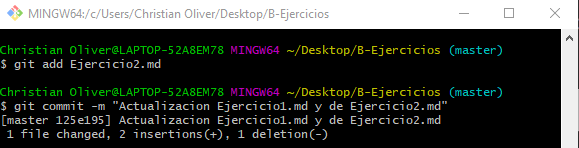 MINGW64:/c/Users/Christian Oliver/Desktop/B-Ejercicios
Christian Oliver@LAPTOP-52A8EM78 MINGW64 ~/Desktop/B-Ejercicios (master)
$ git add Ejercicio2.md
Christian Oliver@LAPTOP-52A8EM78 MINGW64 ~/Desktop/B-Ejercicios (master)
$ git commit -m "Actualizacion Ejercicio1.md y de Ejercicio2.md"
[master 125e195] Actualizacion Ejercicio1.md y de Ejercicio2.md
1 file changed, 2 insertions(+), 1 deletion(-)